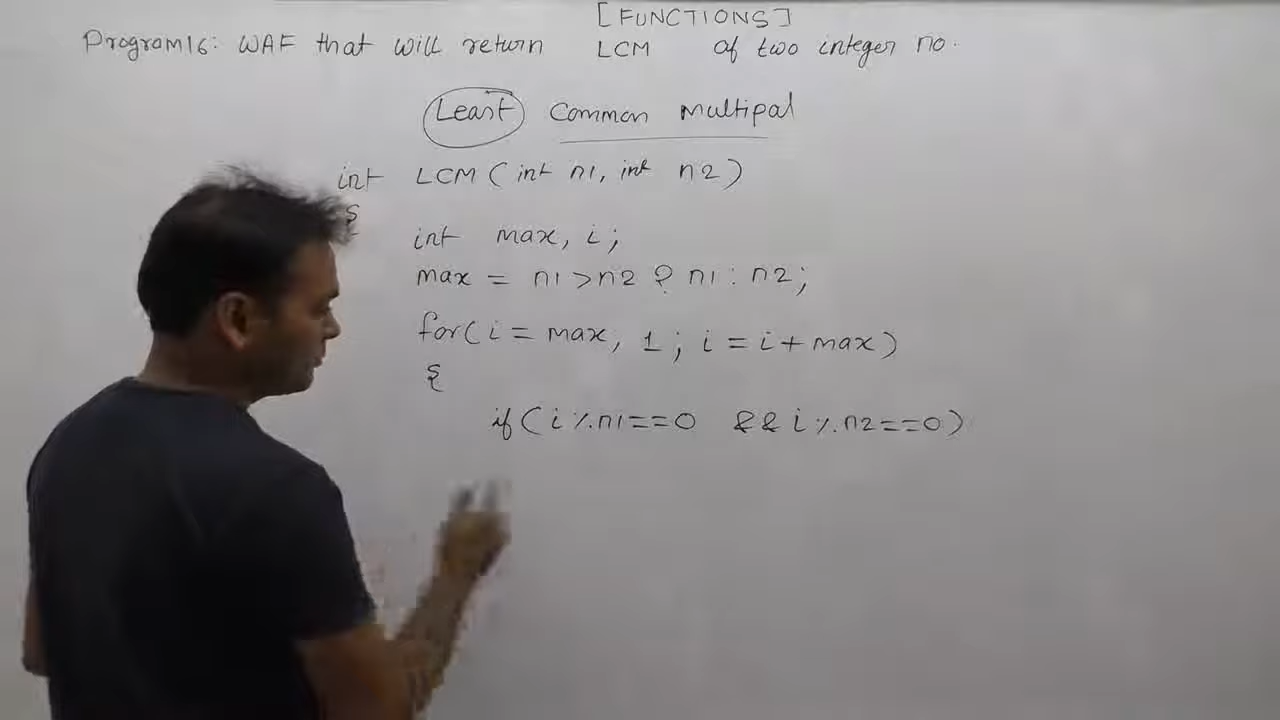 [FUNCTIONS]
Program16: WAF that will return LCM of two integer no.
Least Common Multipal
int LCM(int n1, int n2)
{
int max, i;
max = n1>n2 ? n1 : n2;
for(i = max, 1; i = i + max)
{
if(i%n1==0 && i%n2==0)